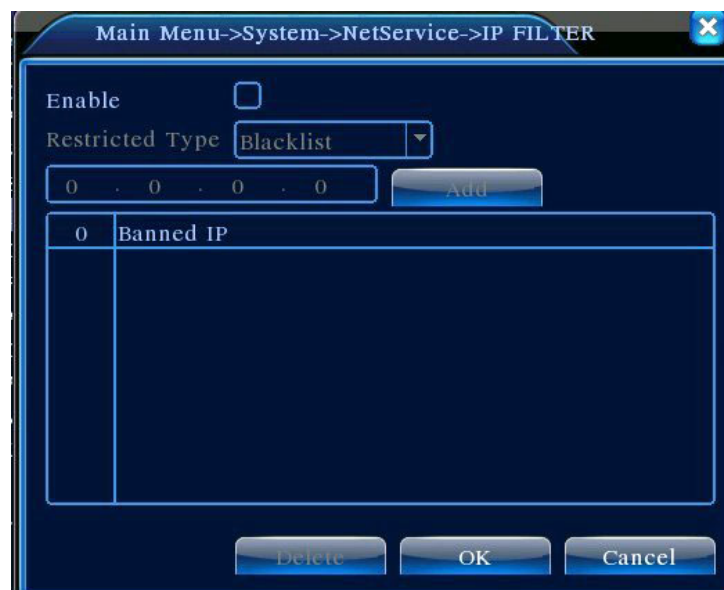 Main Menu->System->NetService->IP FILTER
Enable
Restricted Type Blacklist
0 . 0 . 0 . 0 Add
0 Banned IP
Delete OK Cancel